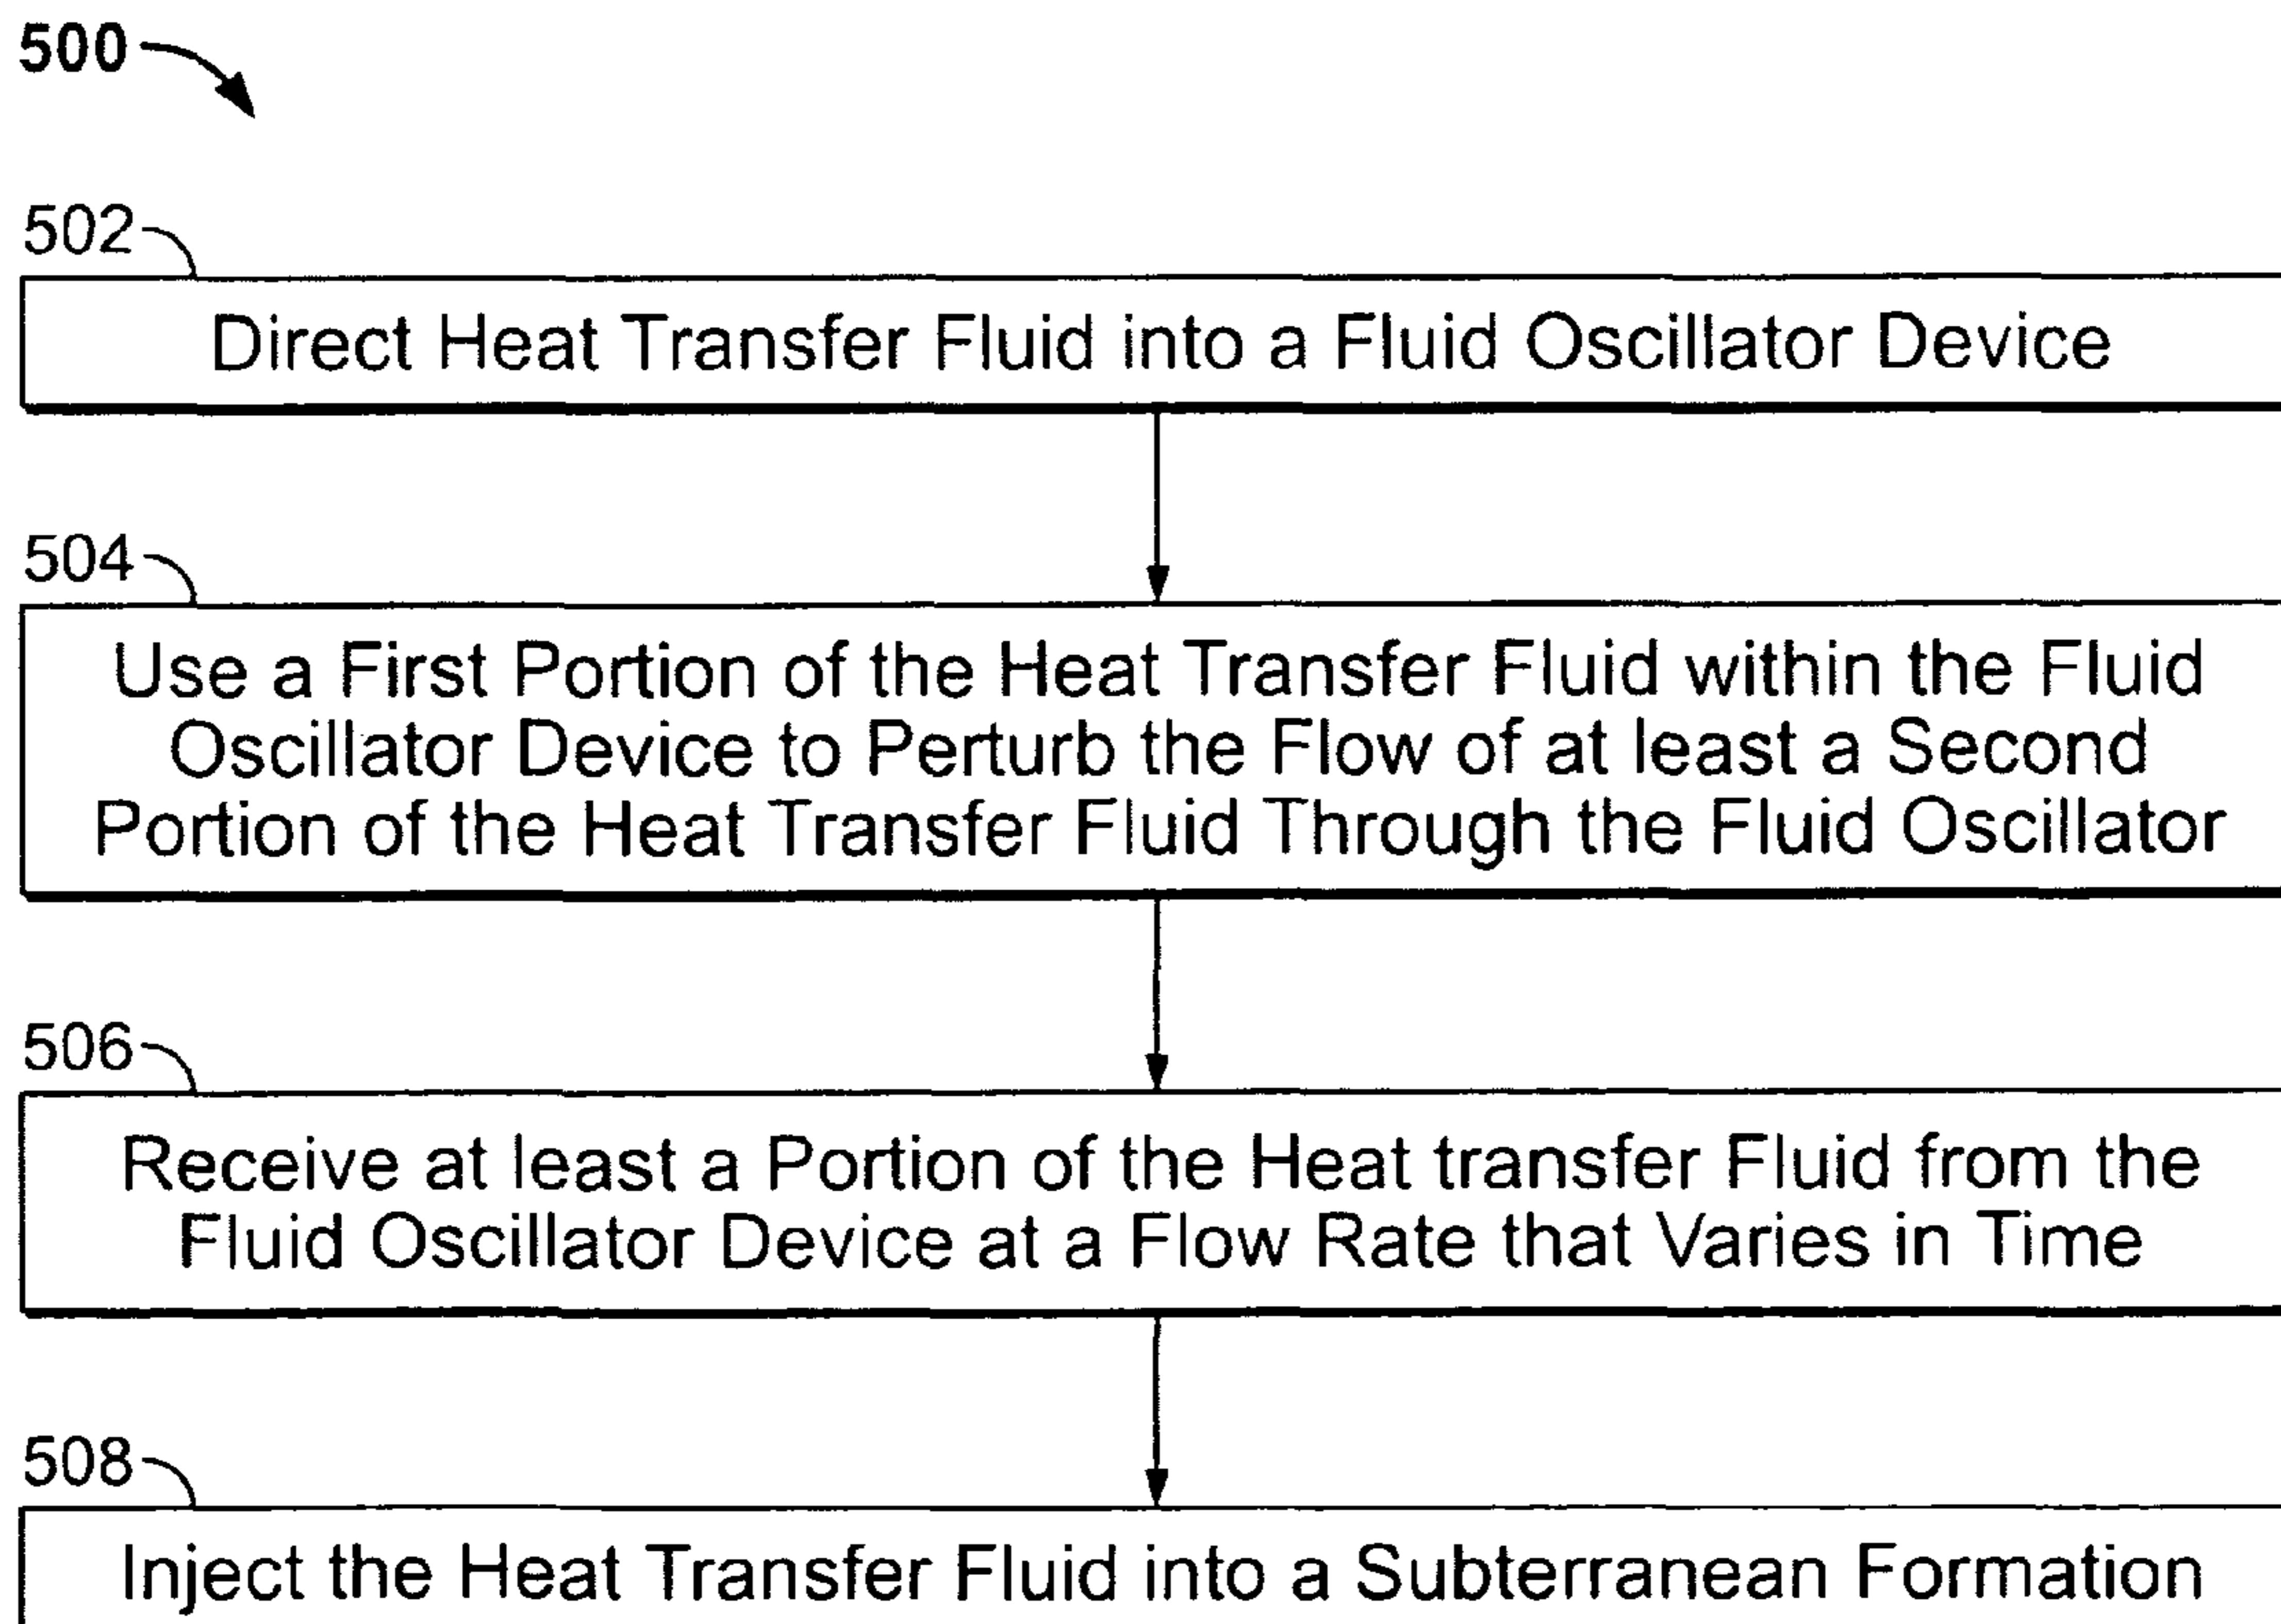 500
502
Direct Heat Transfer Fluid into a Fluid Oscillator Device
504
Use a First Portion of the Heat Transfer Fluid within the Fluid
Oscillator Device to Perturb the Flow of at least a Second
Portion of the Heat Transfer Fluid Through the Fluid Oscillator
506
Receive at least a Portion of the Heat transfer Fluid from the
Fluid Oscillator Device at a Flow Rate that Varies in Time
508
Inject the Heat Transfer Fluid into a Subterranean Formation